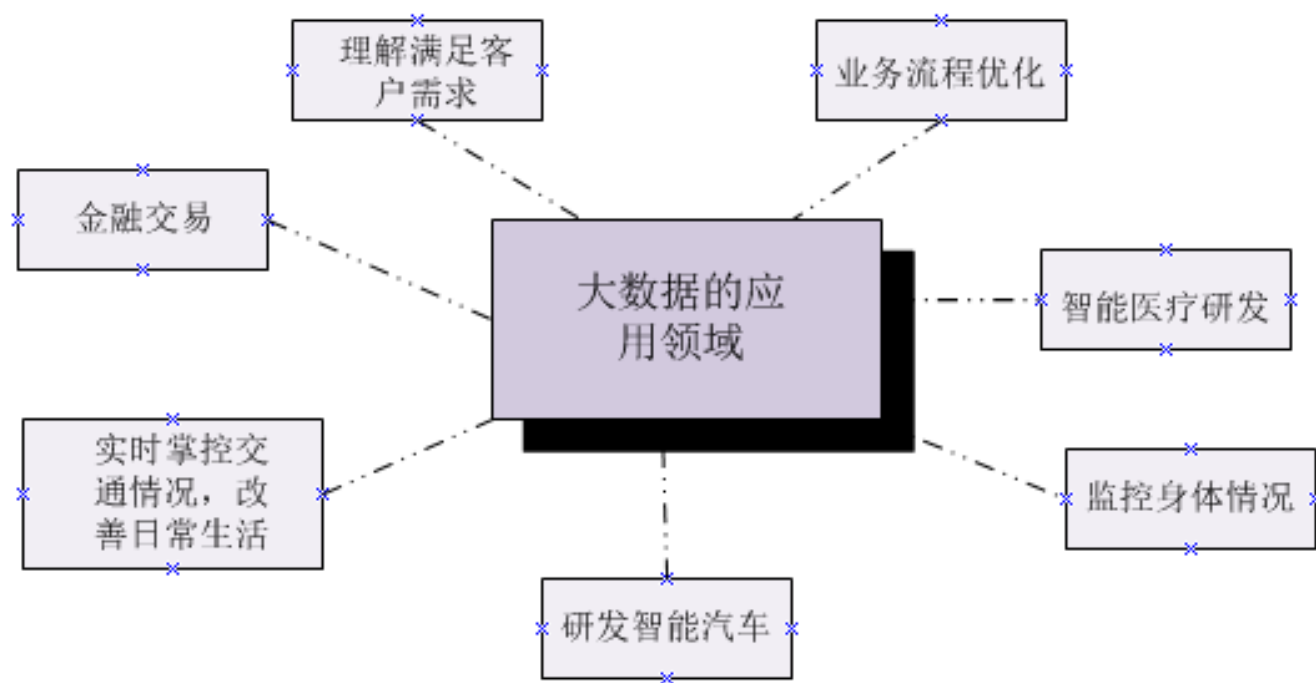 理解满足客
户需求
业务流程优化
金融交易
大数据的应
用领域
智能医疗研发
实时掌控交
通情况，改
善日常生活
监控身体情况
研发智能汽车